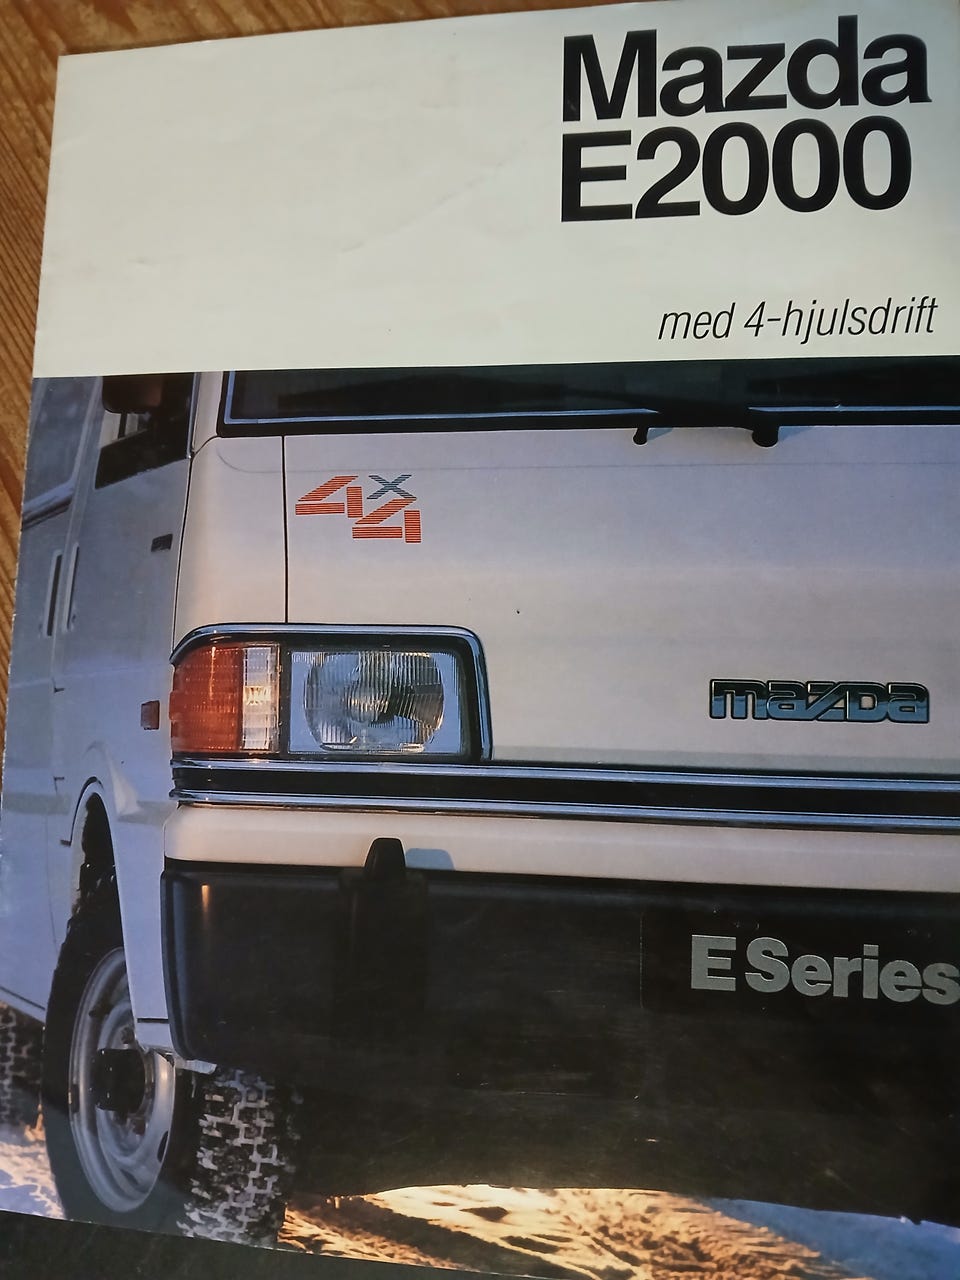 Mazda
E2000
med 4-hjulsdrift
4x4
mazda
E Series